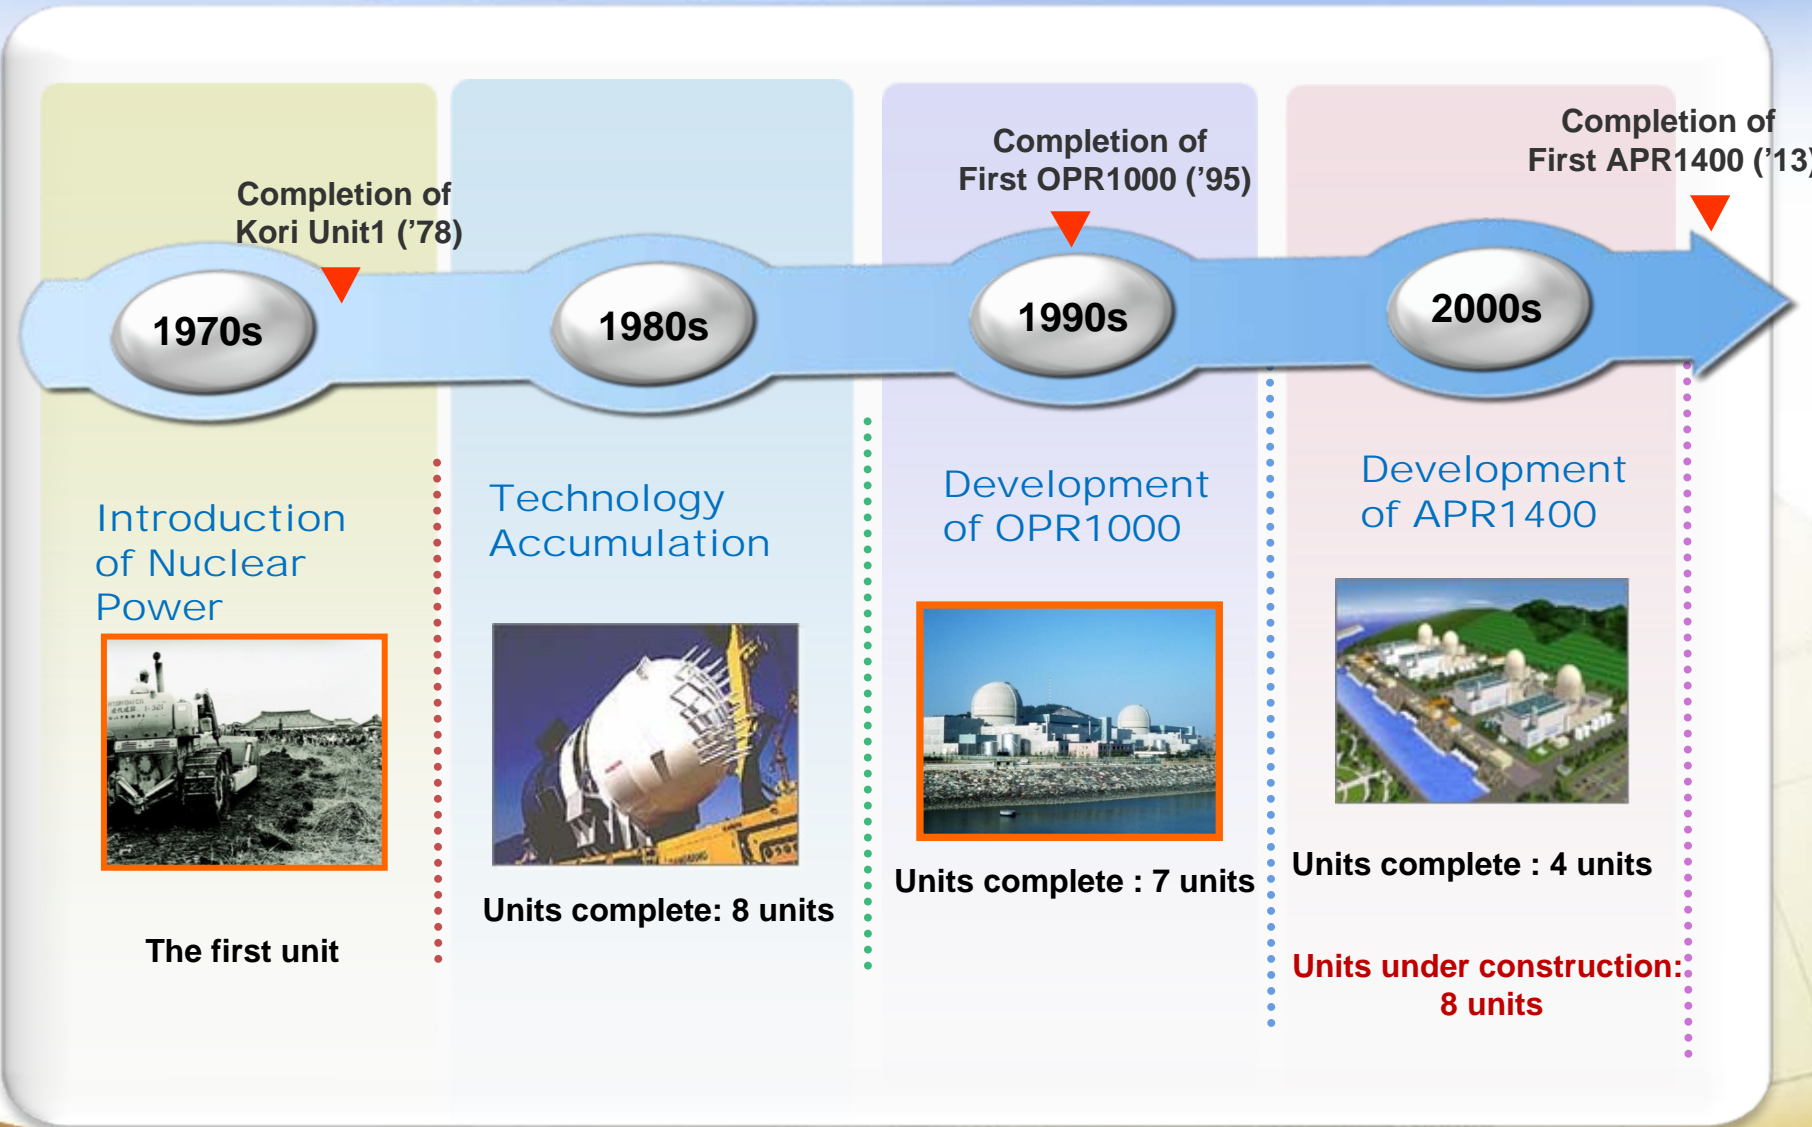 Completion of
Kori Unit1 (’78)
Completion of
First OPR1000 (’95)
Completion of
First APR1400 (’13)
1970s
1980s
1990s
2000s
Introduction
of Nuclear
Power
The first unit
Technology
Accumulation
Units complete: 8 units
Development
of OPR1000
Units complete : 7 units
Development
of APR1400
Units complete : 4 units
Units under construction:
8 units